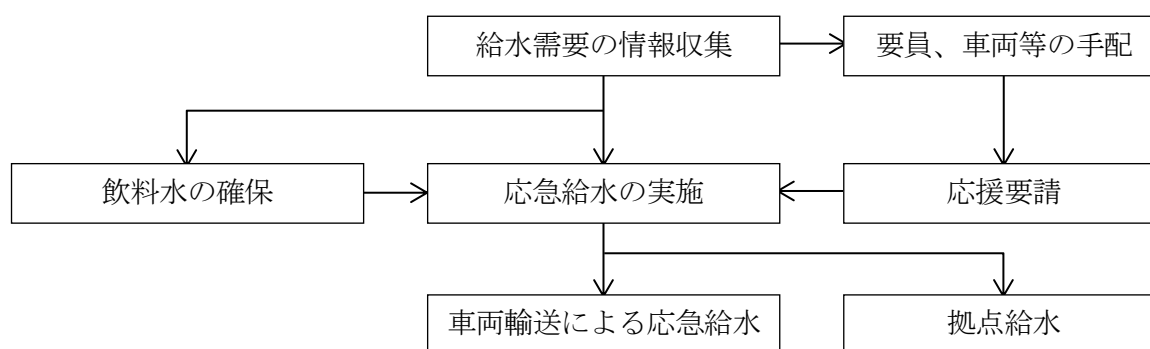 給水需要の情報収集
要員、車両等の手配
飲料水の確保
応急給水の実施
応援要請
車両輸送による応急給水
拠点給水